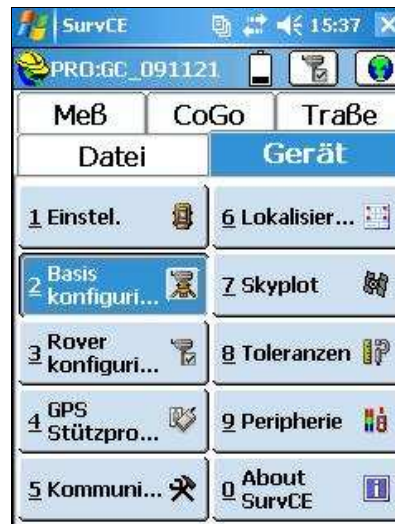 SurvCE 15:37
PRO:GC_091121
Meß CoGo Traße
Datei Gerät
1 Einstel.
6 Lokalisier...
2 Basis
konfiguri...
7 Skyplot
3 Rover
konfiguri...
8 Toleranzen
4 GPS
Stützpro...
9 Peripherie
5 Kommuni...
0 About
SurvCE